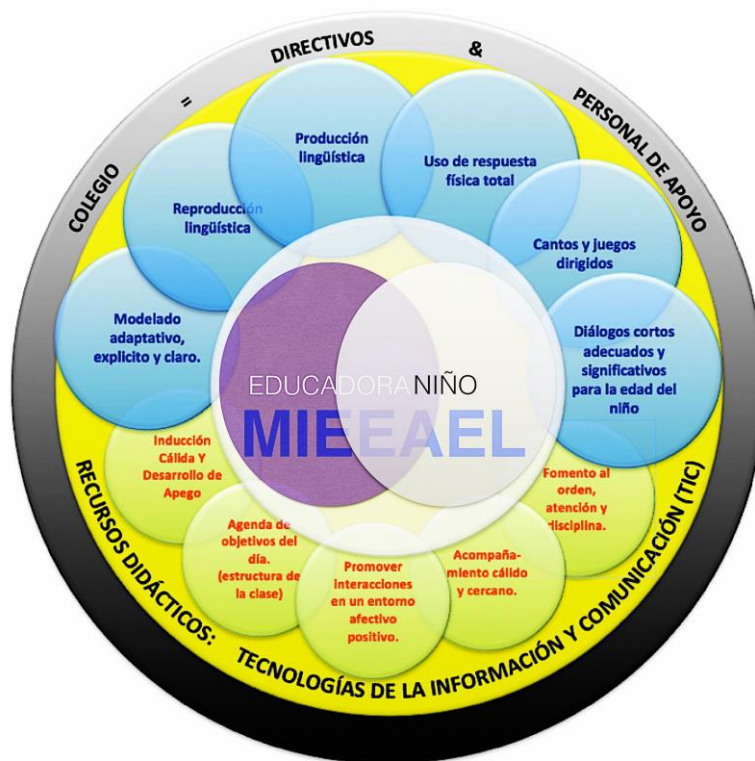 COLEGIO = DIRECTIVOS & PERSONAL DE APOYO
Producción
lingüística
Uso de respuesta
física total
Reproducción
lingüística
Cantos y juegos
dirigidos
Modelado
adaptativo,
explicito y claro.
Diálogos cortos
adecuados y
significativos
para la edad del
niño
EDUCADORA NIÑO
MIEEAEL
Inducción
Cálida Y
Desarrollo de
Apego
Agenda de
objetivos del
día.
(estructura de
la clase)
Promover
interacciones
en un entorno
afectivo
positivo.
Acompaña-
miento cálido
y cercano.
Fomento al
orden,
atención y
disciplina.
RECURSOS DIDÁCTICOS: TECNOLOGÍAS DE LA INFORMACIÓN Y COMUNICACIÓN (TIC)